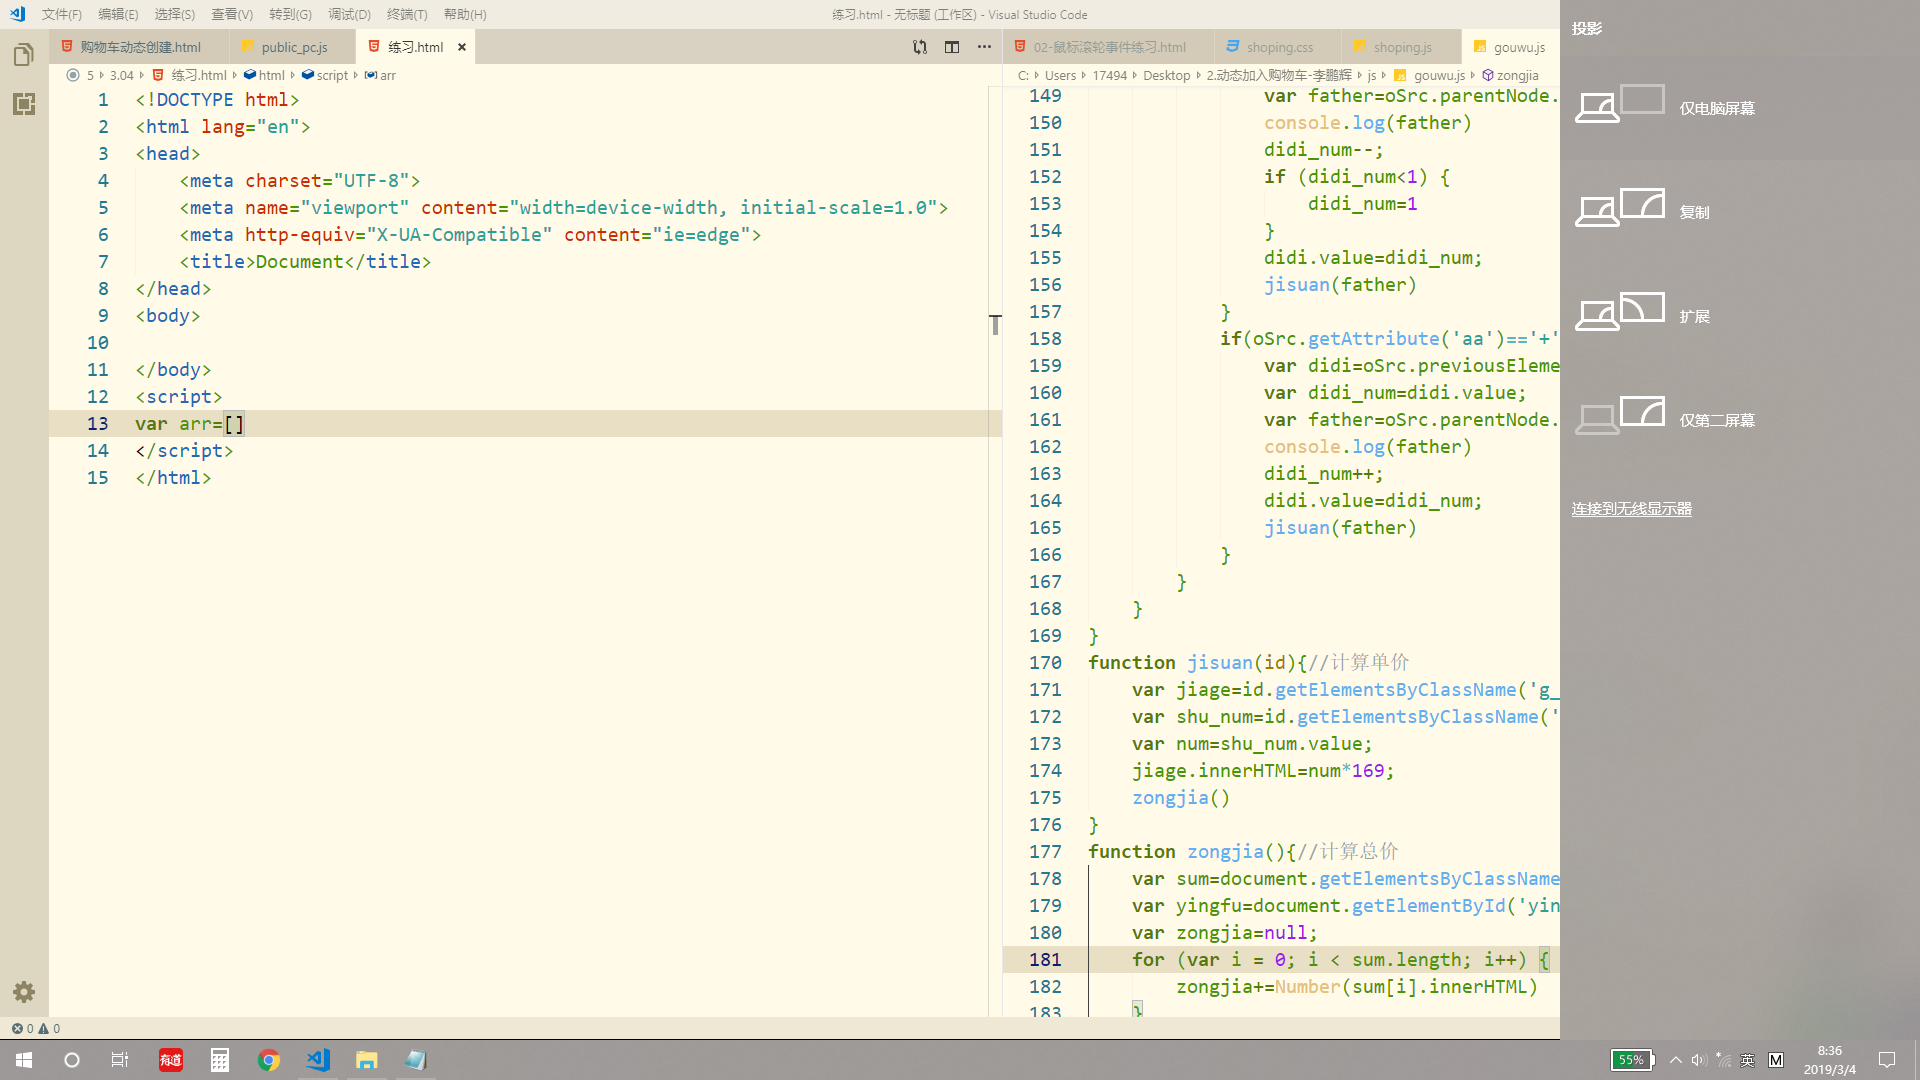 文件(F) 编辑(E) 选择(S) 查看(V) 转到(G) 调试(D) 终端(T) 帮助(H) 练习.html - 无标题 (工作区) - Visual Studio Code
购物车动态创建.html public_pc.js 练习.html
5 3.04 练习.html html script arr
1 <!DOCTYPE html>
2 <html lang="en">
3 <head>
4 <meta charset="UTF-8">
5 <meta name="viewport" content="width=device-width, initial-scale=1.0">
6 <meta http-equiv="X-UA-Compatible" content="ie=edge">
7 <title>Document</title>
8 </head>
9 <body>
10
11 </body>
12 <script>
13 var arr=[]
14 </script>
15 </html>
02-鼠标滚轮事件练习.html shoping.css shoping.js gouwu.js
C: Users 17494 Desktop 2.动态加入购物车-李鹏辉 js gouwu.js zongjia
149 var father=oSrc.parentNode.
150 console.log(father)
151 didi_num--;
152 if (didi_num<1) {
153 didi_num=1
154 }
155 didi.value=didi_num;
156 jisuan(father)
157 }
158 if(oSrc.getAttribute('aa')=='+'
159 var didi=oSrc.previousEleme
160 var didi_num=didi.value;
161 var father=oSrc.parentNode.
162 console.log(father)
163 didi_num++;
164 didi.value=didi_num;
165 jisuan(father)
166 }
167 }
168 }
169 }
170 function jisuan(id){//计算单价
171 var jiage=id.getElementsByClassName('g_
172 var shu_num=id.getElementsByClassName('
173 var num=shu_num.value;
174 jiage.innerHTML=num*169;
175 zongjia()
176 }
177 function zongjia(){//计算总价
178 var sum=document.getElementsByClassName
179 var yingfu=document.getElementById('yin
180 var zongjia=null;
181 for (var i = 0; i < sum.length; i++) {
182 zongjia+=Number(sum[i].innerHTML)
183 }
投影
仅电脑屏幕
复制
扩展
仅第二屏幕
连接到无线显示器
0 0
有道
55% 英 M 8:36
2019/3/4